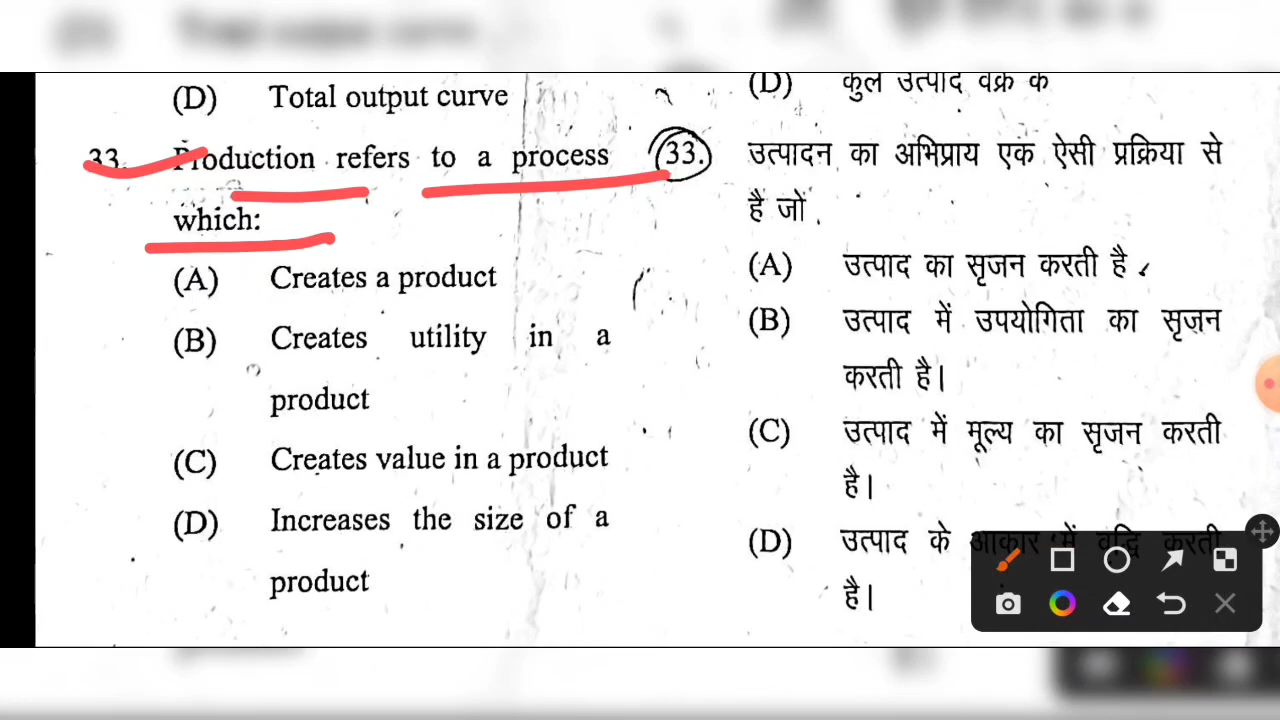 (D) Total output curve
33. Production refers to a process
which:
(A) Creates a product
(B) Creates utility in a
product
(C) Creates value in a product
(D) Increases the size of a
product
(D) कुल उत्पाद वक्र क
33. उत्पादन का अभिप्राय एक ऐसी प्रक्रिया से
है जो
(A) उत्पाद का सृजन करती है
(B) उत्पाद में उपयोगिता का सृजन
करती है।
(C) उत्पाद में मूल्य का सृजन करती
है।
(D) उत्पाद के आकार में वृद्धि करती
है।